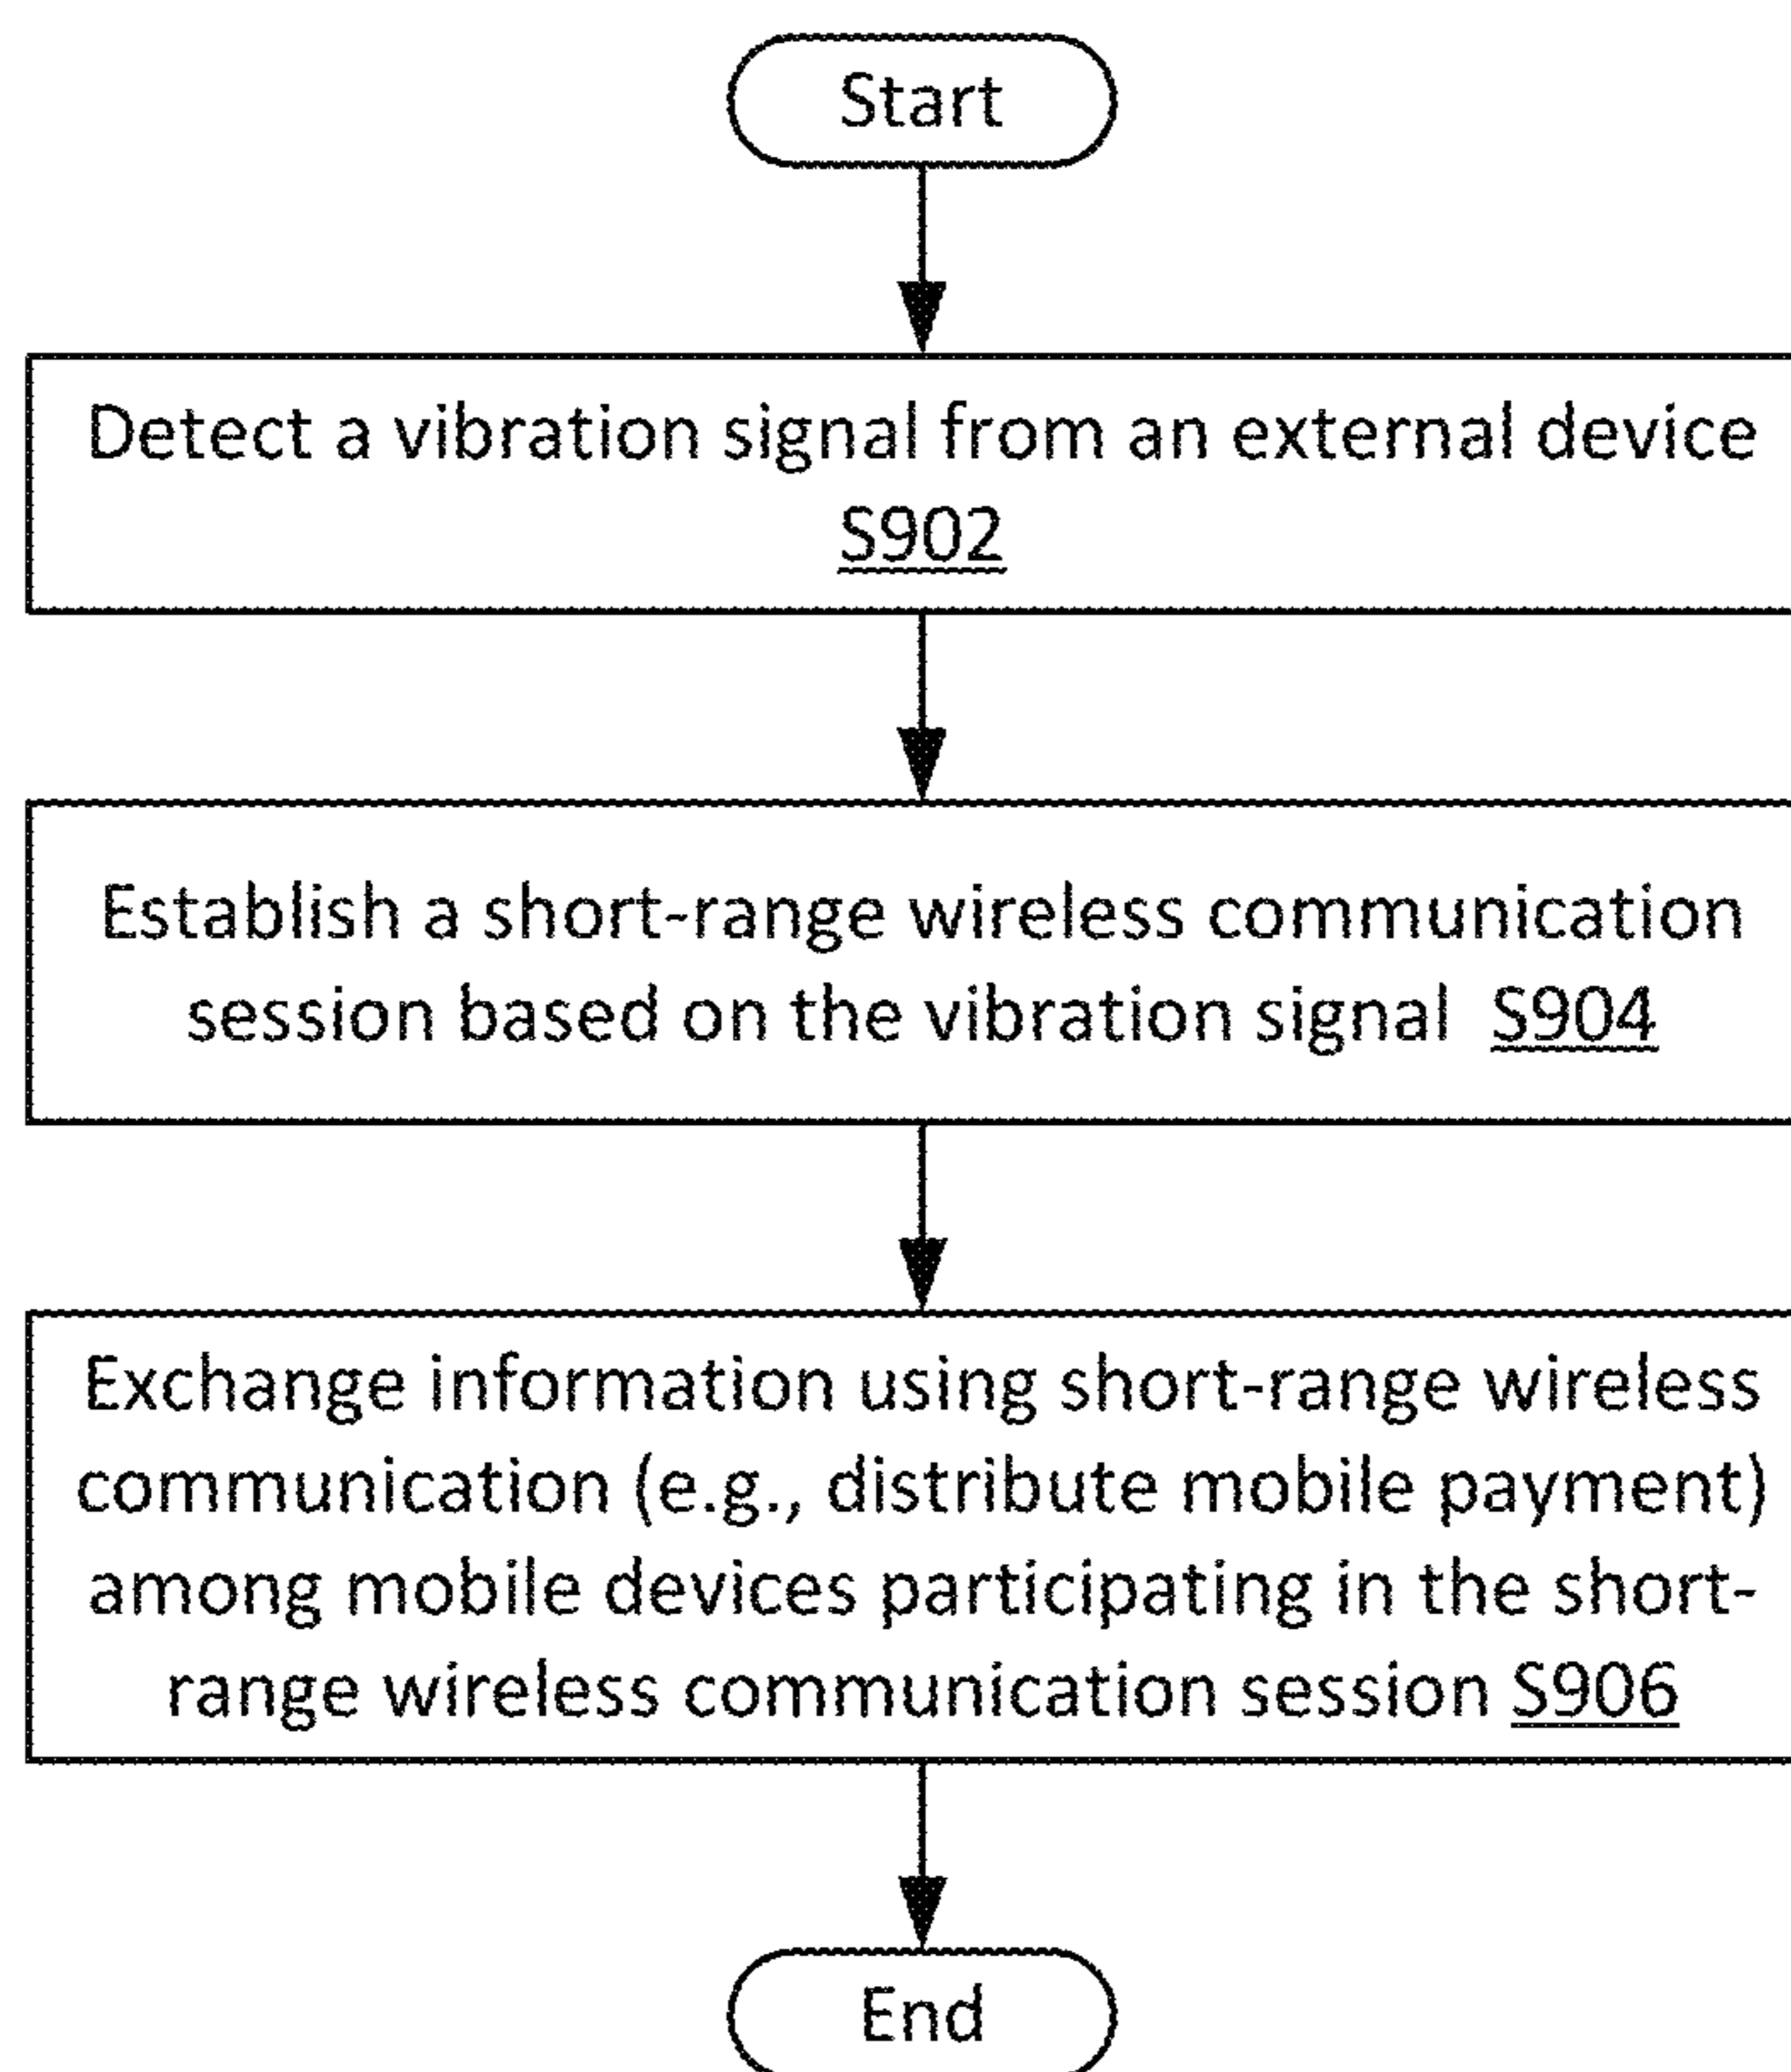 Start
Detect a vibration signal from an external device
S902
Establish a short-range wireless communication
session based on the vibration signal S904
Exchange information using short-range wireless
communication (e.g., distribute mobile payment)
among mobile devices participating in the short-
range wireless communication session S906
End